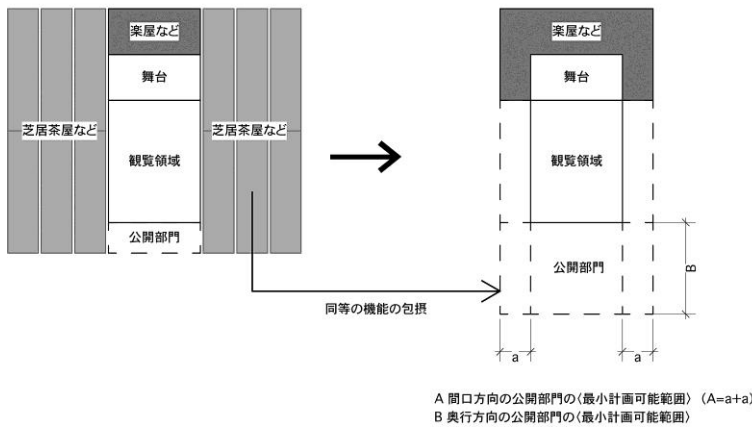 楽屋など
舞台
芝居茶屋など
芝居茶屋など
観覧領域
公開部門
同等の機能の包摂
楽屋など
舞台
観覧領域
公開部門
B
a
a
A 間口方向の公開部門の〈最小計画可能範囲〉（A=a+a）
B 奥行方向の公開部門の〈最小計画可能範囲〉